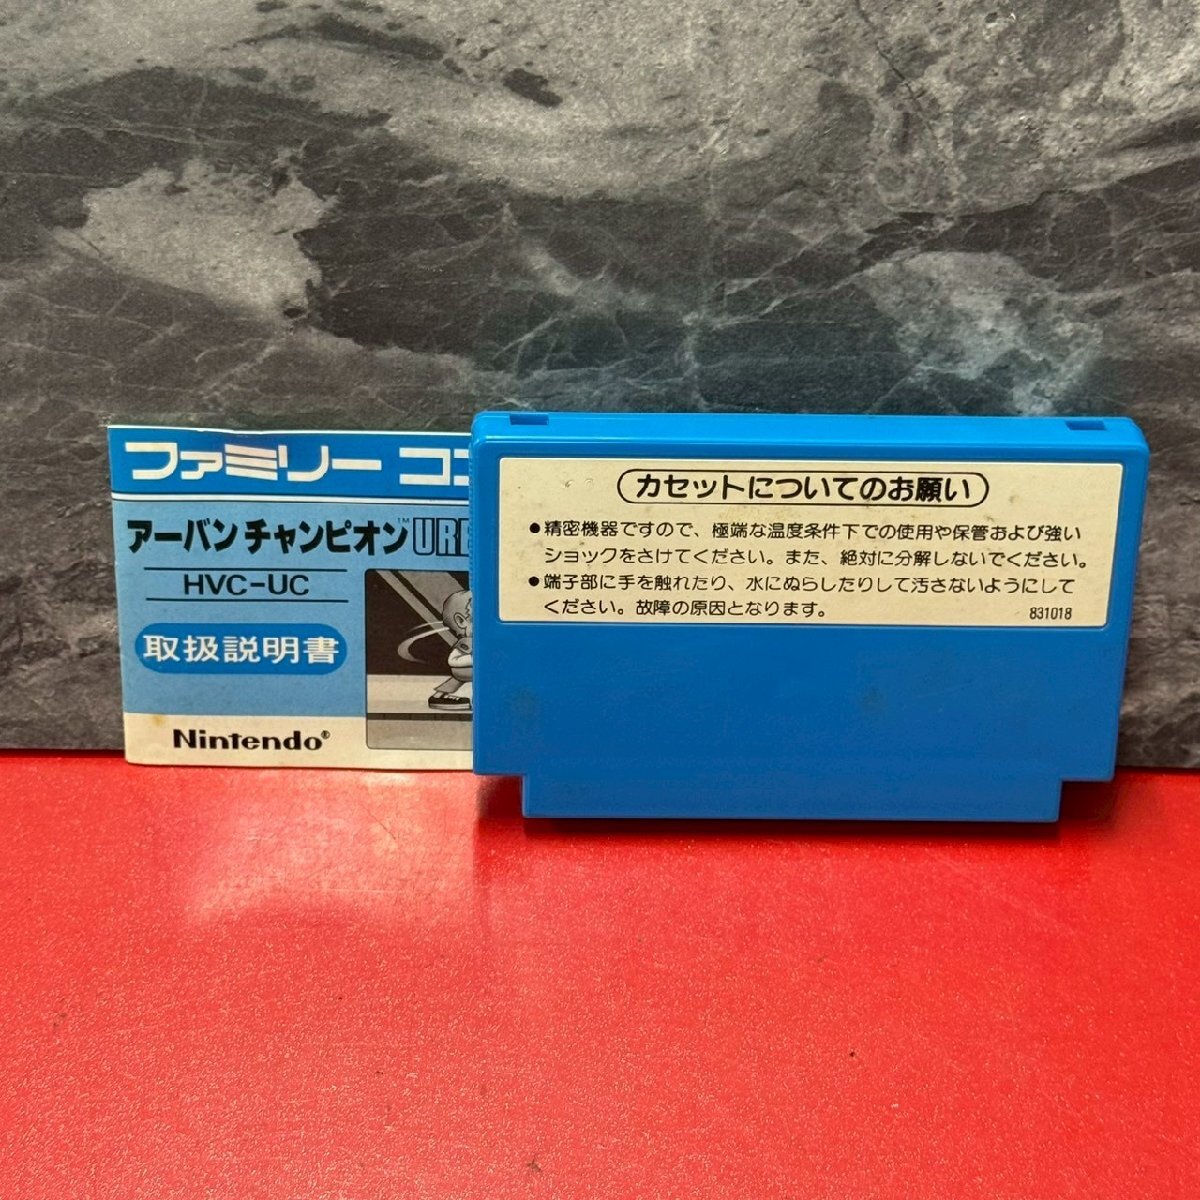 ファミリー コン
アーバンチャンピオン™URB
HVC-UC
取扱説明書
Nintendo®
カセットについてのお願い
●精密機器ですので、極端な温度条件下での使用や保管および強い
ショックをさけてください。また、絶対に分解しないでください。
●端子部に手を触れたり、水にぬらしたりして汚さないようにして
ください。故障の原因となります。
831018